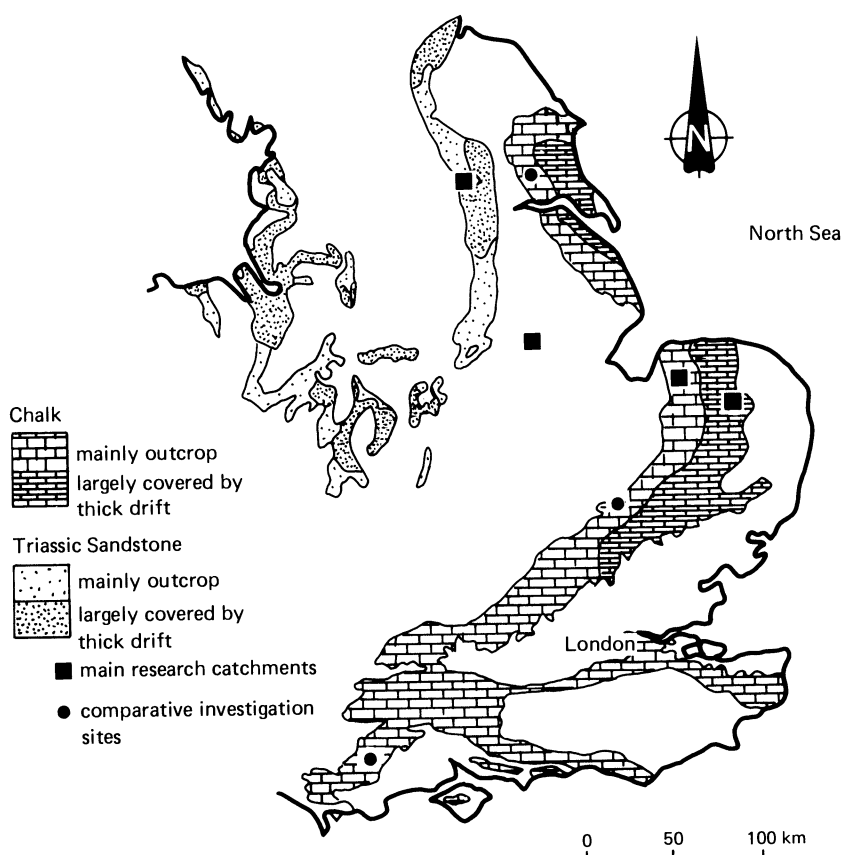 N
North Sea
Chalk
mainly outcrop
largely covered by
thick drift
Triassic Sandstone
mainly outcrop
largely covered by
thick drift
main research catchments
comparative investigation
sites
London
0 50 100 km